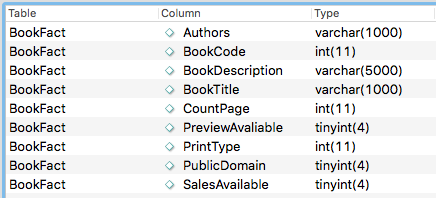 Table Column Type
BookFact Authors varchar(1000)
BookFact BookCode int(11)
BookFact BookDescription varchar(5000)
BookFact BookTitle varchar(1000)
BookFact CountPage int(11)
BookFact PreviewAvaliable tinyint(4)
BookFact PrintType int(11)
BookFact PublicDomain tinyint(4)
BookFact SalesAvailable tinyint(4)